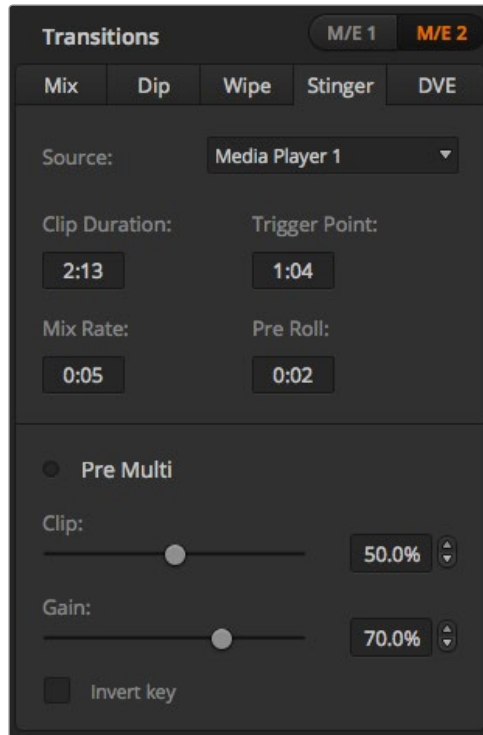 Transitions M/E 1 M/E 2
Mix Dip Wipe Stinger DVE
Source: Media Player 1
Clip Duration: Trigger Point:
2:13 1:04
Mix Rate: Pre Roll:
0:05 0:02
Pre Multi
Clip:
50.0%
Gain:
70.0%
Invert key